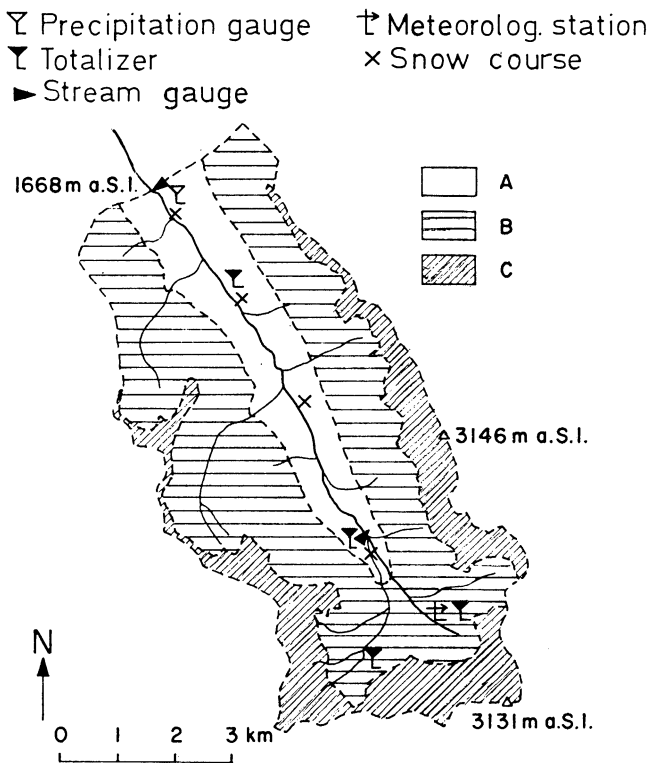 Precipitation gauge
Meteorolog. station
Totalizer
Snow course
Stream gauge
1668 m a.S.l.
A
B
C
3146 m a.S.l.
N
3131 m a.S.l.
0 1 2 3 km